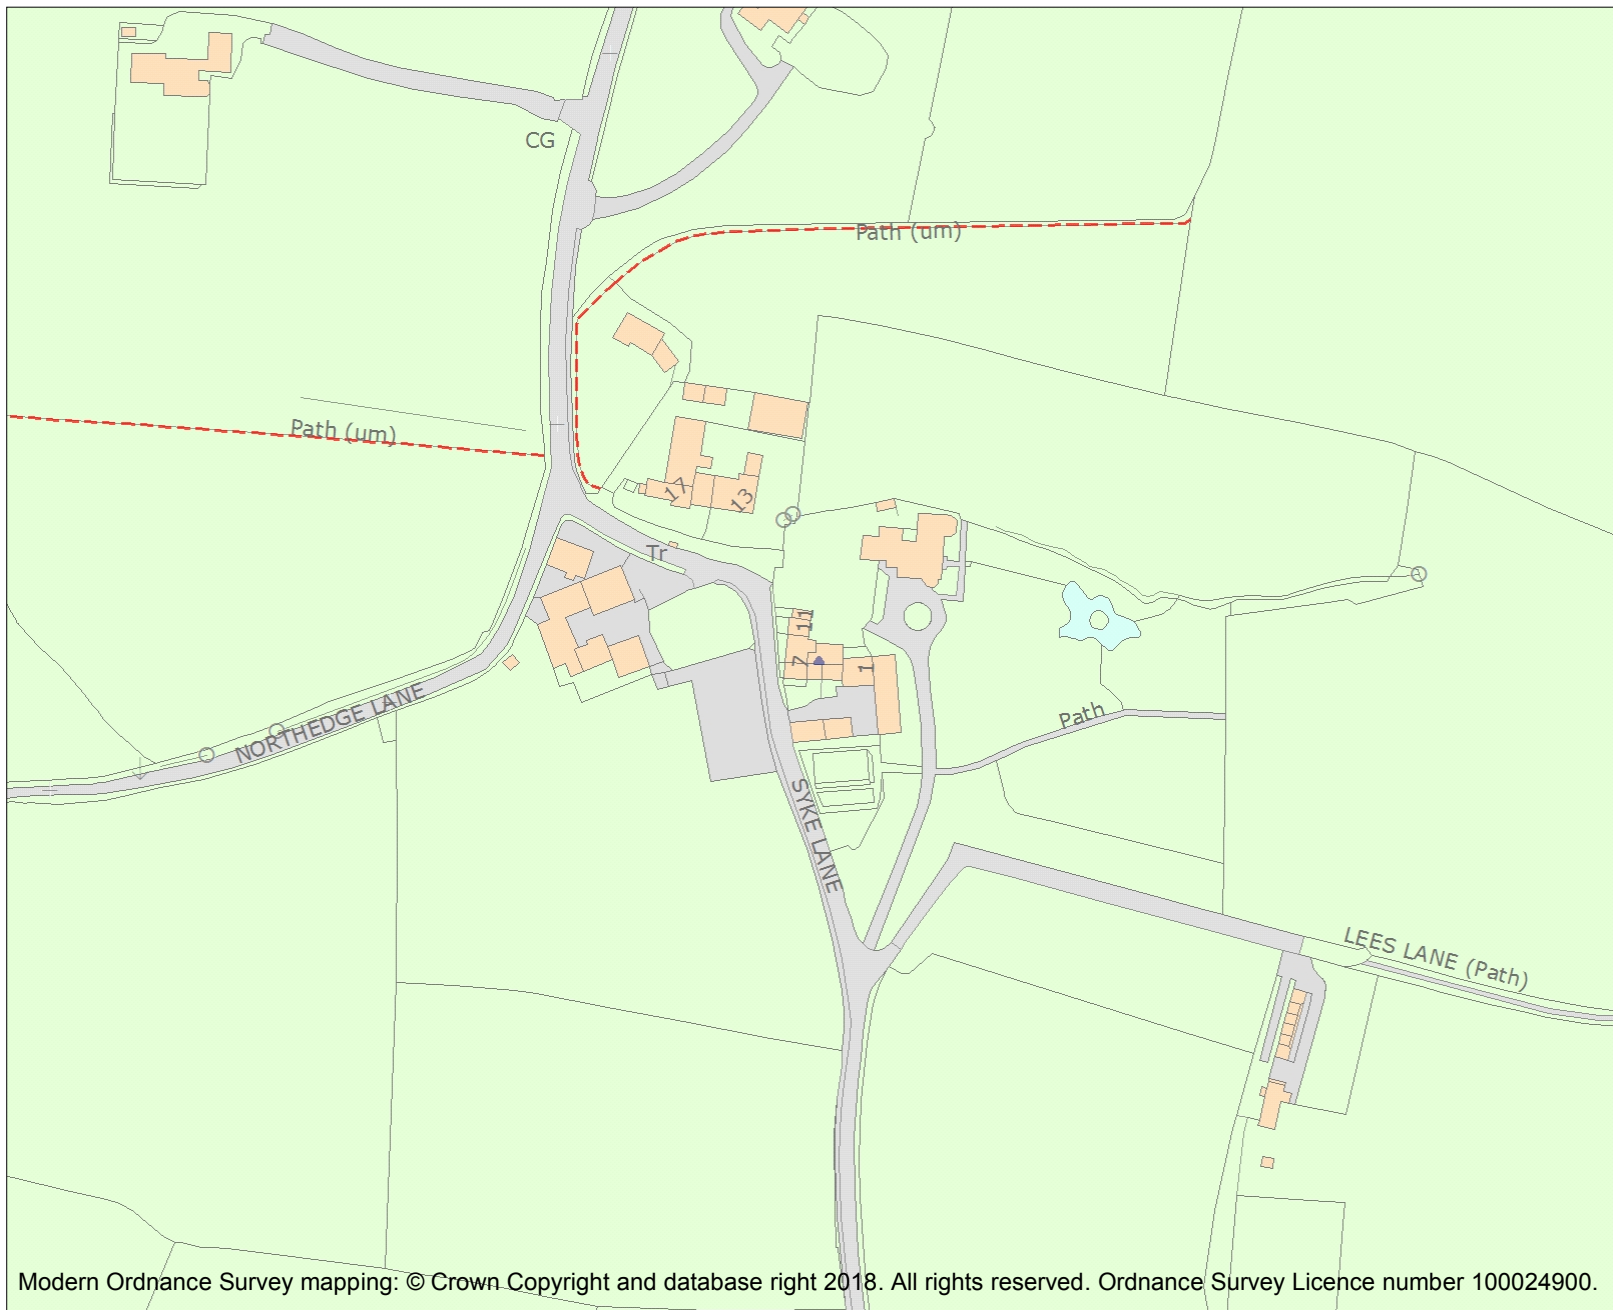 CG
Path (um)
Path (um)
17
13
Tr
11
7
1
NORTHEDGE LANE
Path
SYKE LANE
LEES LANE (Path)
Modern Ordnance Survey mapping: © Crown Copyright and database right 2018. All rights reserved. Ordnance Survey Licence number 100024900.